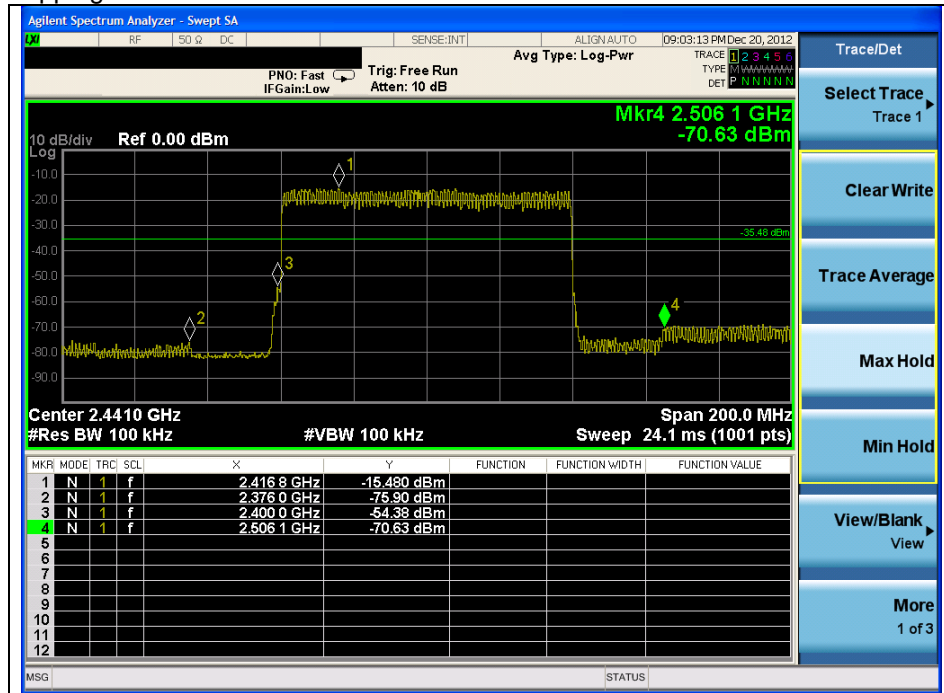 Agilent Spectrum Analyzer - Swept SA
LXI RF 50 Ω DC SENSE:INT ALIGN AUTO 09:03:13 PM Dec 20, 2012
PNO: Fast Trig: Free Run Avg Type: Log-Pwr TRACE 1 2 3 4 5 6
IFGain:Low Atten: 10 dB TYPE M W W W W W
DET P N N N N N
Mkr4 2.506 1 GHz
10 dB/div Ref 0.00 dBm -70.63 dBm
Log
-10.0
-20.0
-30.0
-40.0
-50.0
-60.0
-70.0
-80.0
-90.0
1
2
3
4
-35.48 dBm
Center 2.4410 GHz Span 200.0 MHz
#Res BW 100 kHz #VBW 100 kHz Sweep 24.1 ms (1001 pts)
MKR MODE TRC SCL X Y FUNCTION FUNCTION WIDTH FUNCTION VALUE
1 N 1 f 2.416 8 GHz -15.480 dBm
2 N 1 f 2.376 0 GHz -75.90 dBm
3 N 1 f 2.400 0 GHz -54.38 dBm
4 N 1 f 2.506 1 GHz -70.63 dBm
5
6
7
8
9
10
11
12
MSG STATUS
Trace/Det
Select Trace
Trace 1
Clear Write
Trace Average
Max Hold
Min Hold
View/Blank
View
More
1 of 3